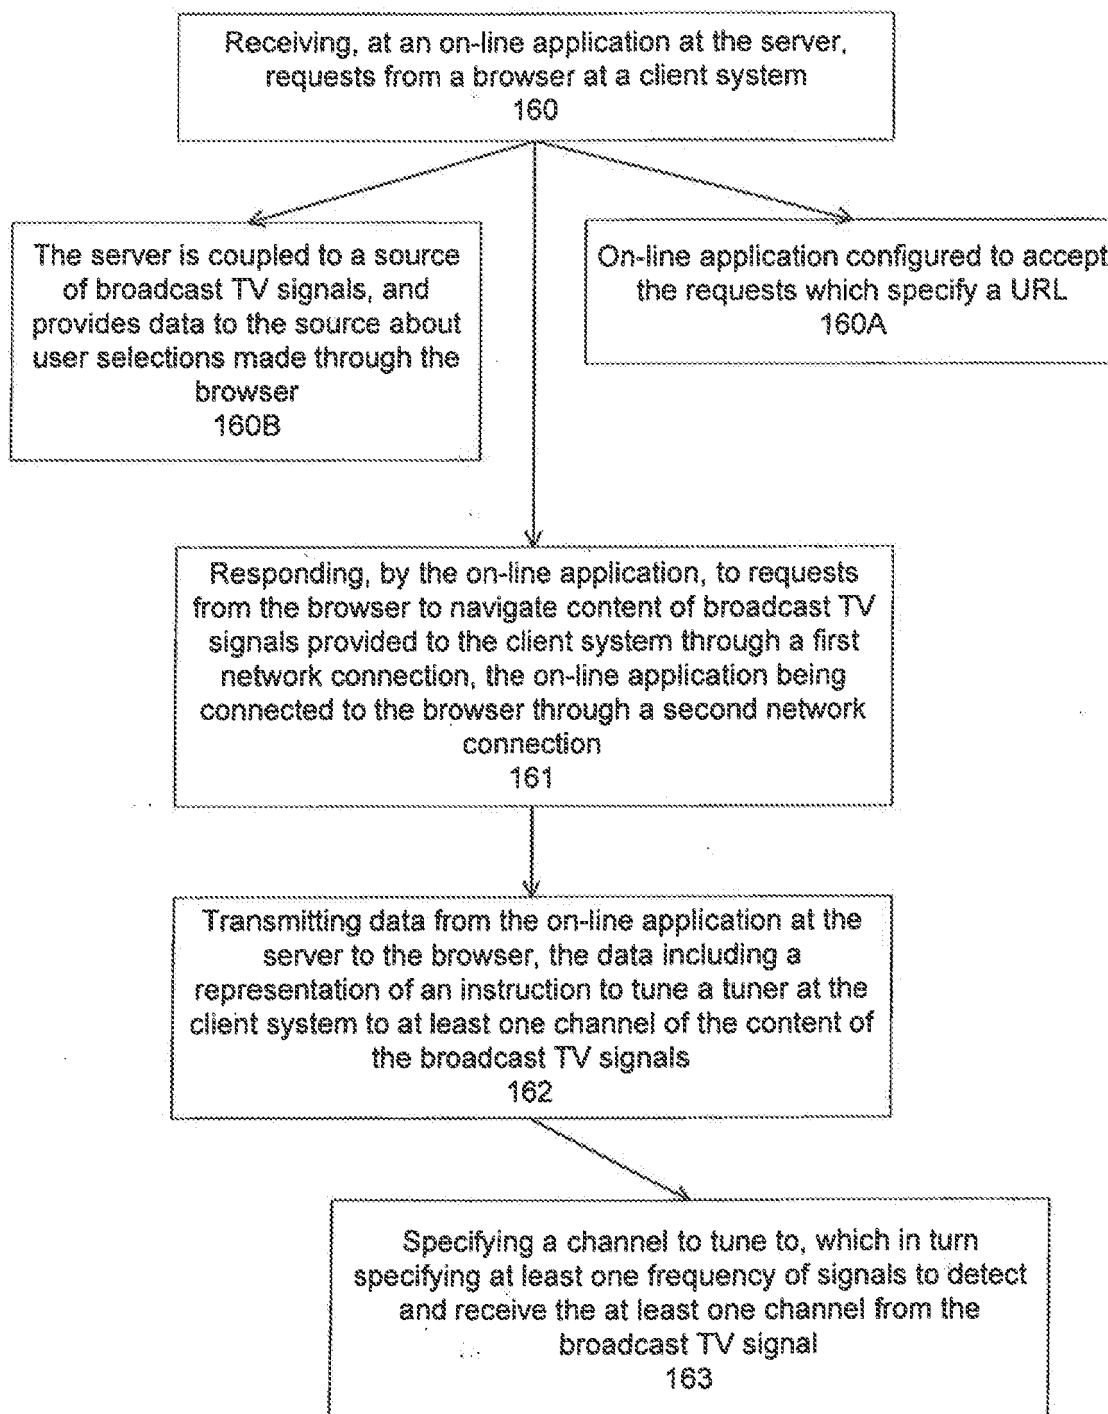 Receiving, at an on-line application at the server,
requests from a browser at a client system
160
The server is coupled to a source
of broadcast TV signals, and
provides data to the source about
user selections made through the
browser
160B
On-line application configured to accept
the requests which specify a URL
160A
Responding, by the on-line application, to requests
from the browser to navigate content of broadcast TV
signals provided to the client system through a first
network connection, the on-line application being
connected to the browser through a second network
connection
161
Transmitting data from the on-line application at the
server to the browser, the data including a
representation of an instruction to tune a tuner at the
client system to at least one channel of the content of
the broadcast TV signals
162
Specifying a channel to tune to, which in turn
specifying at least one frequency of signals to detect
and receive the at least one channel from the
broadcast TV signal
163